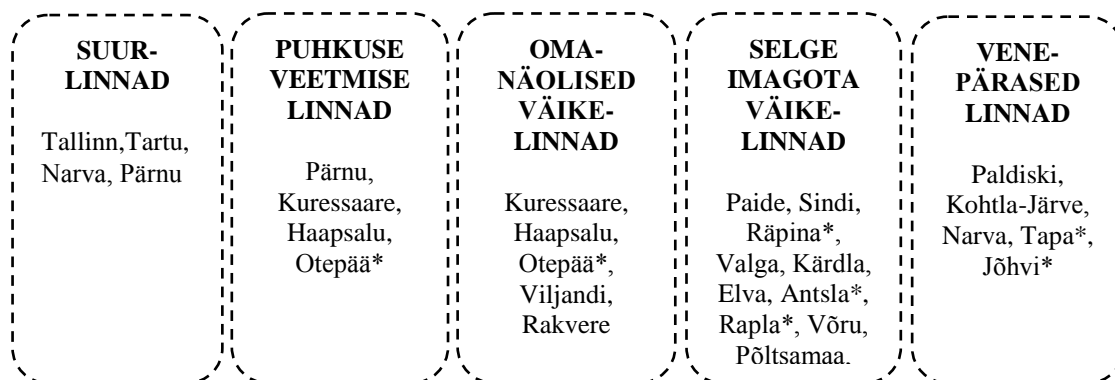 SUUR-
LINNAD
Tallinn,Tartu,
Narva, Pärnu
PUHKUSE
VEETMISE
LINNAD
Pärnu,
Kuressaare,
Haapsalu,
Otepää*
OMA-
NÄOLISED
VÄIKE-
LINNAD
Kuressaare,
Haapsalu,
Otepää*,
Viljandi,
Rakvere
SELGE
IMAGOTA
VÄIKE-
LINNAD
Paide, Sindi,
Räpina*,
Valga, Kärdla,
Elva, Antsla*,
Rapla*, Võru,
Põltsamaa,
VENE-
PÄRASED
LINNAD
Paldiski,
Kohtla-Järve,
Narva, Tapa*,
Jõhvi*